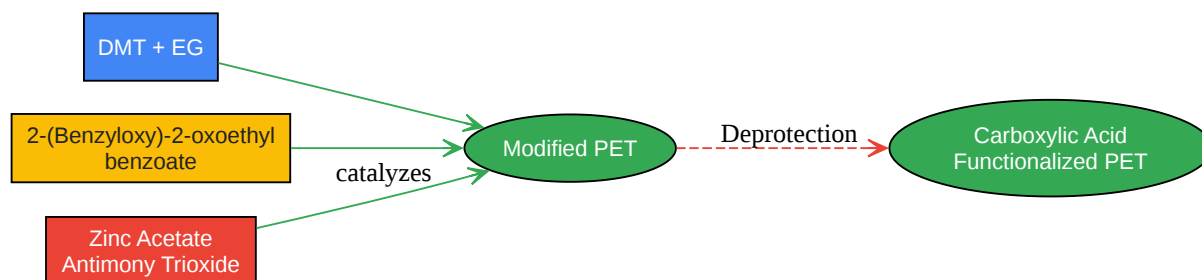 DMT + EG
2-(Benzyloxy)-2-oxoethyl
benzoate
Zinc Acetate
Antimony Trioxide
catalyzes
Modified PET
Deprotection
Carboxylic Acid
Functionalized PET